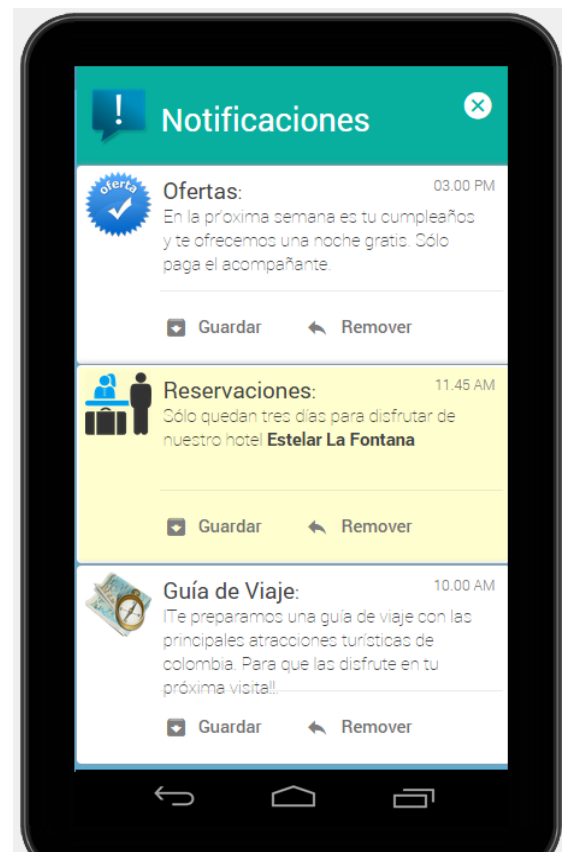 !
Notificaciones
oferta
Ofertas:
03.00 PM
En la pr'oxima semana es tu cumpleaños
y te ofrecemos una noche gratis. Sólo
paga el acompañante.
Guardar
Remover
Reservaciones:
11.45 AM
Sólo quedan tres días para disfrutar de
nuestro hotel Estelar La Fontana
Guardar
Remover
Guía de Viaje:
10.00 AM
ITe preparamos una guía de viaje con las
principales atracciones turísticas de
colombia. Para que las disfrute en tu
próxima visita!!.
Guardar
Remover